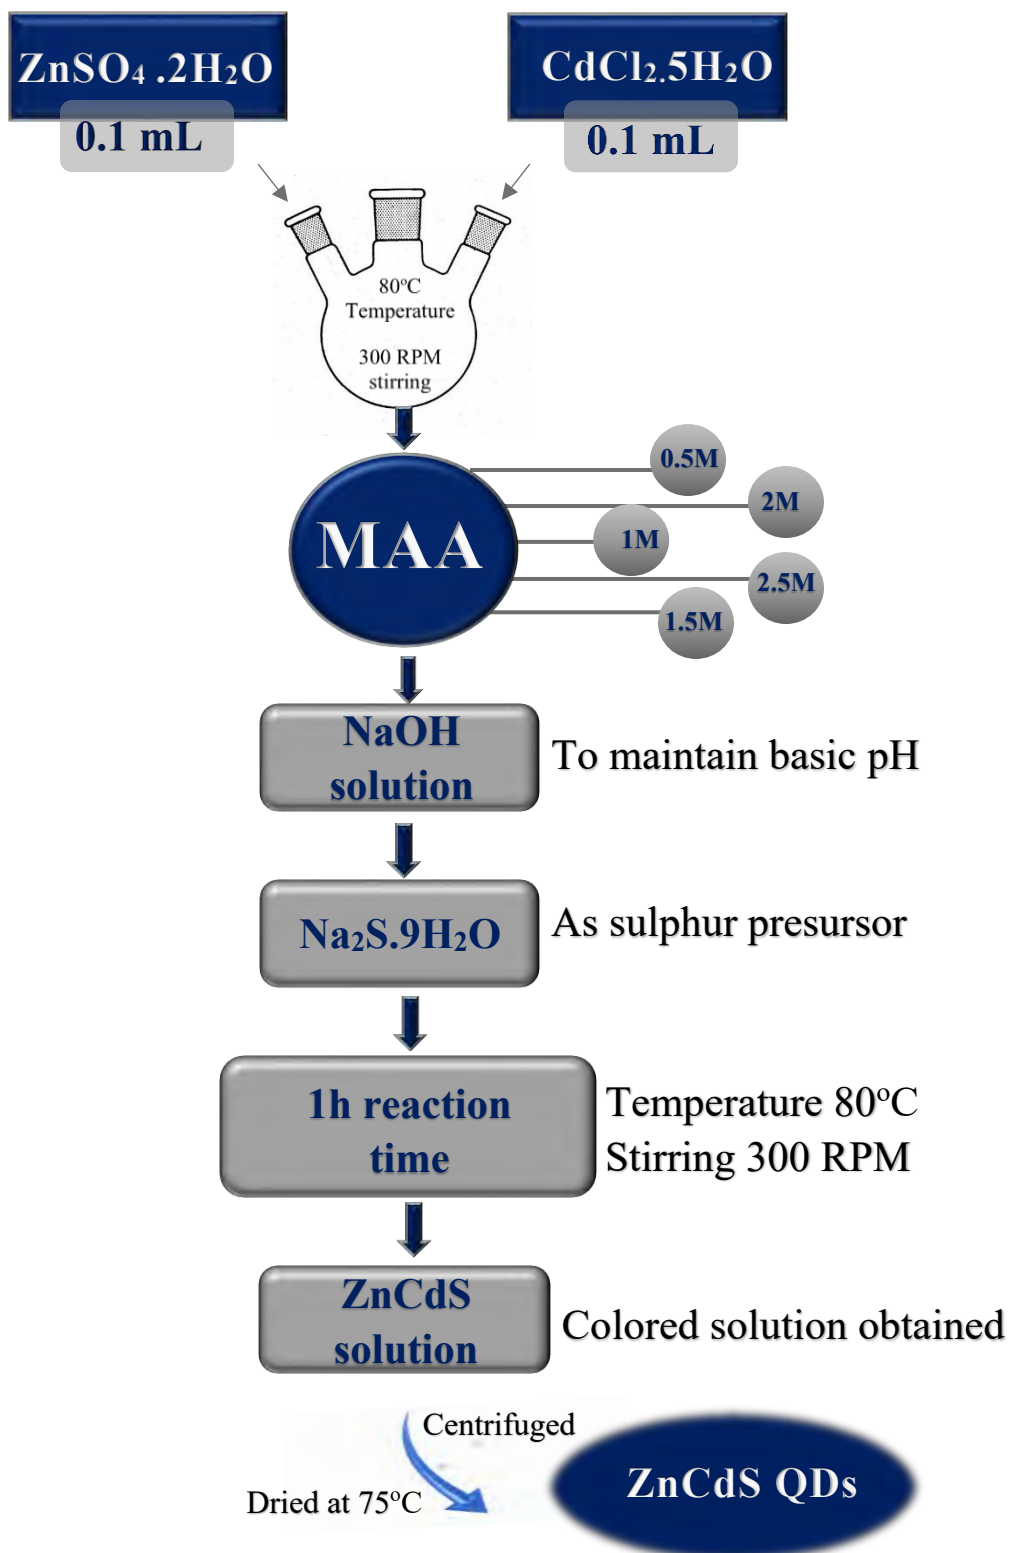 ZnSO₄ .2H₂O
0.1 mL
CdCl₂.5H₂O
0.1 mL
80°C
Temperature
300 RPM
stirring
MAA
0.5M
2M
1M
2.5M
1.5M
NaOH
solution
To maintain basic pH
Na₂S.9H₂O
As sulphur presursor
1h reaction
time
Temperature 80°C
Stirring 300 RPM
ZnCdS
solution
Colored solution obtained
Centrifuged
Dried at 75°C
ZnCdS QDs